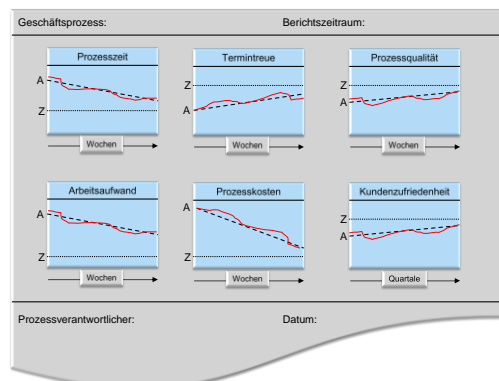 Geschäftsprozess: Berichtszeitraum:
Prozesszeit Termintreue Prozessqualität
A Z Z
Z A A
Wochen Wochen Wochen
Arbeitsaufwand Prozesskosten Kundenzufriedenheit
A A Z
Z Z A
Wochen Wochen Quartale
Prozessverantwortlicher: Datum: